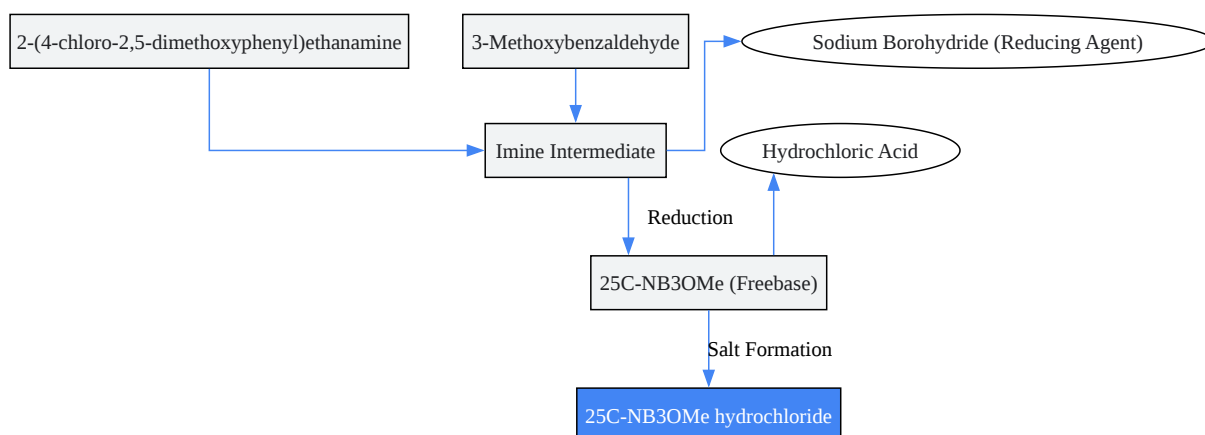 2-(4-chloro-2,5-dimethoxyphenyl)ethanamine
3-Methoxybenzaldehyde
Sodium Borohydride (Reducing Agent)
Imine Intermediate
Hydrochloric Acid
Reduction
25C-NB3OMe (Freebase)
Salt Formation
25C-NB3OMe hydrochloride